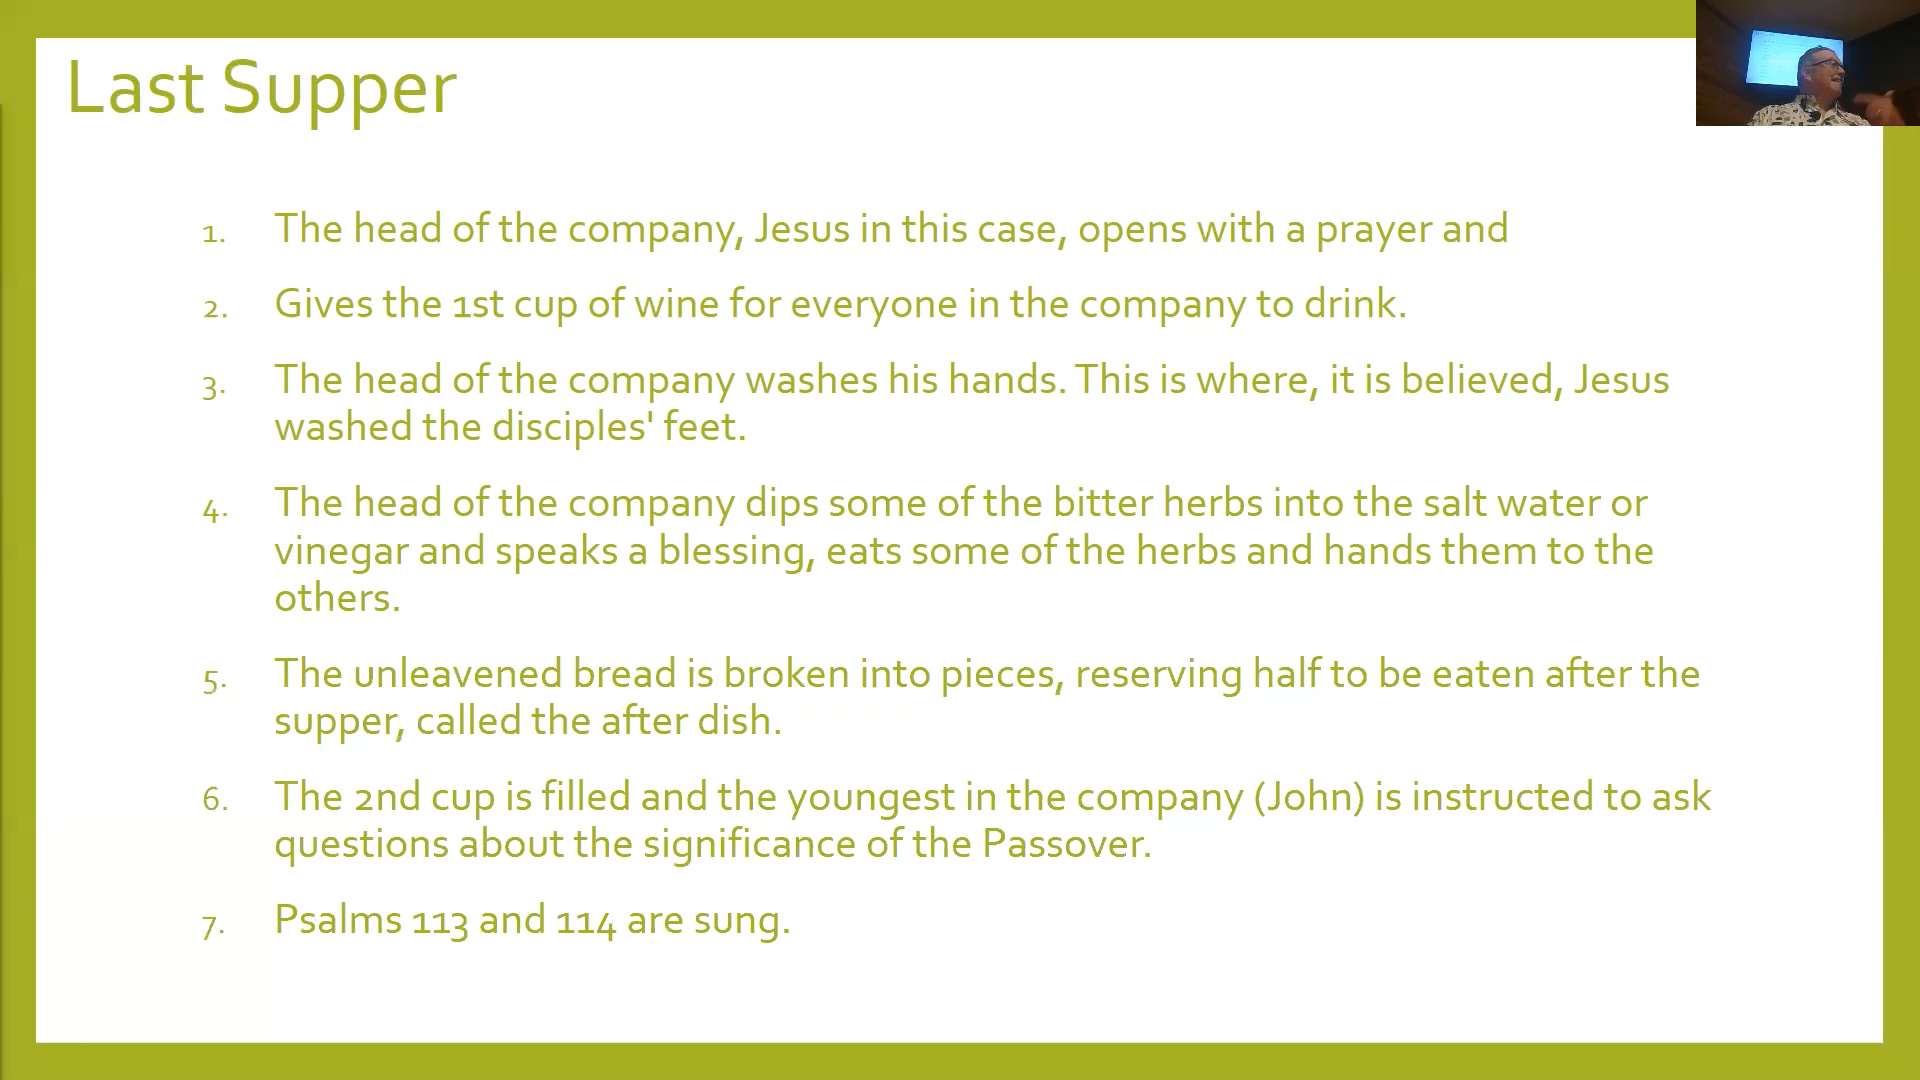 Last Supper
1. The head of the company, Jesus in this case, opens with a prayer and
2. Gives the 1st cup of wine for everyone in the company to drink.
3. The head of the company washes his hands. This is where, it is believed, Jesus
washed the disciples' feet.
4. The head of the company dips some of the bitter herbs into the salt water or
vinegar and speaks a blessing, eats some of the herbs and hands them to the
others.
5. The unleavened bread is broken into pieces, reserving half to be eaten after the
supper, called the after dish.
6. The 2nd cup is filled and the youngest in the company (John) is instructed to ask
questions about the significance of the Passover.
7. Psalms 113 and 114 are sung.